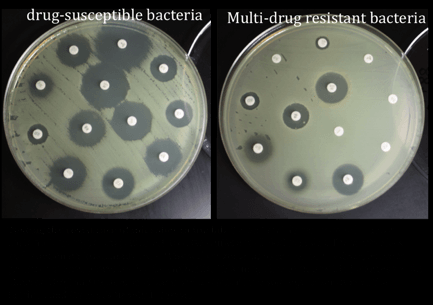 drug-susceptible bacteria
Multi-drug resistant bacteria